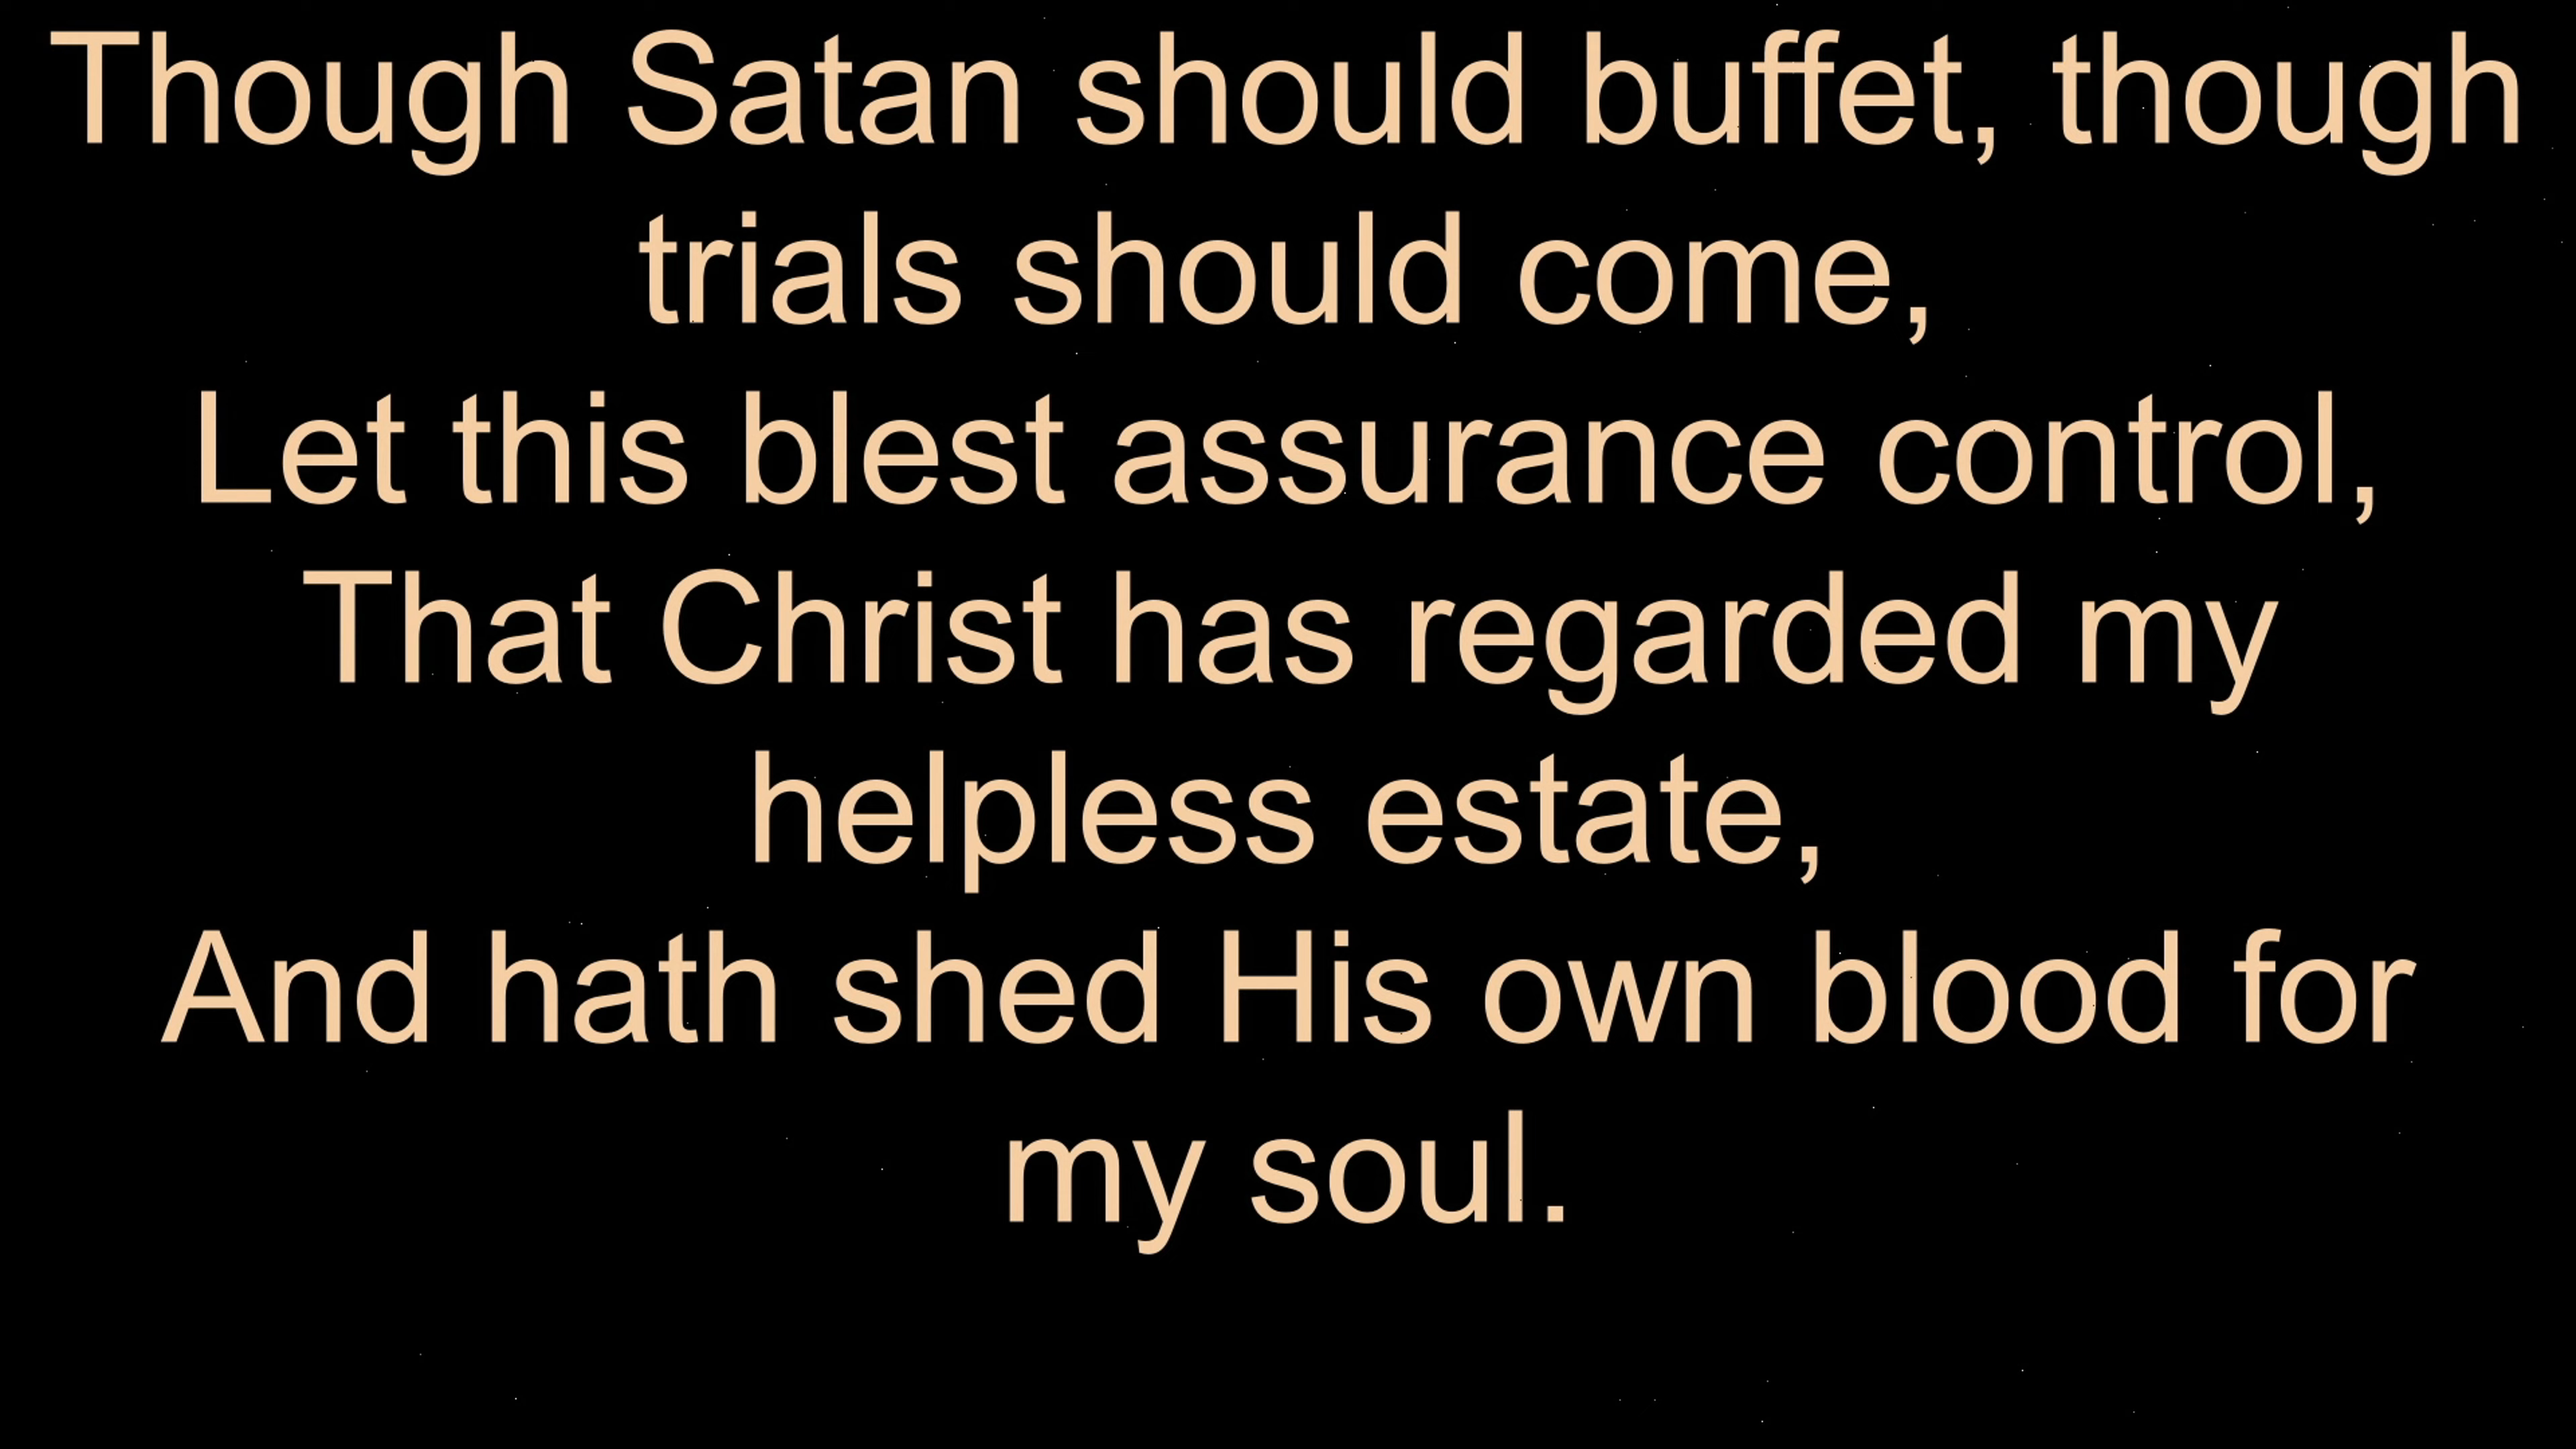 Though Satan should buffet, though
trials should come,
Let this blest assurance control,
That Christ has regarded my
helpless estate,
And hath shed His own blood for
my soul.